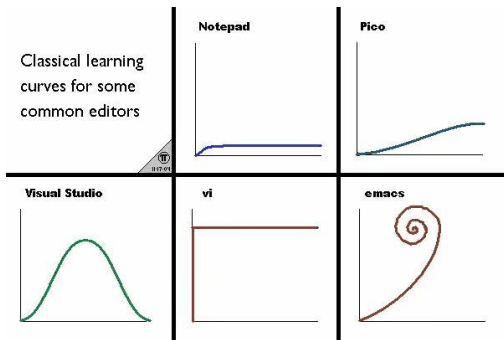 Classical learning
curves for some
common editors
Notepad
Pico
Visual Studio
vi
emacs